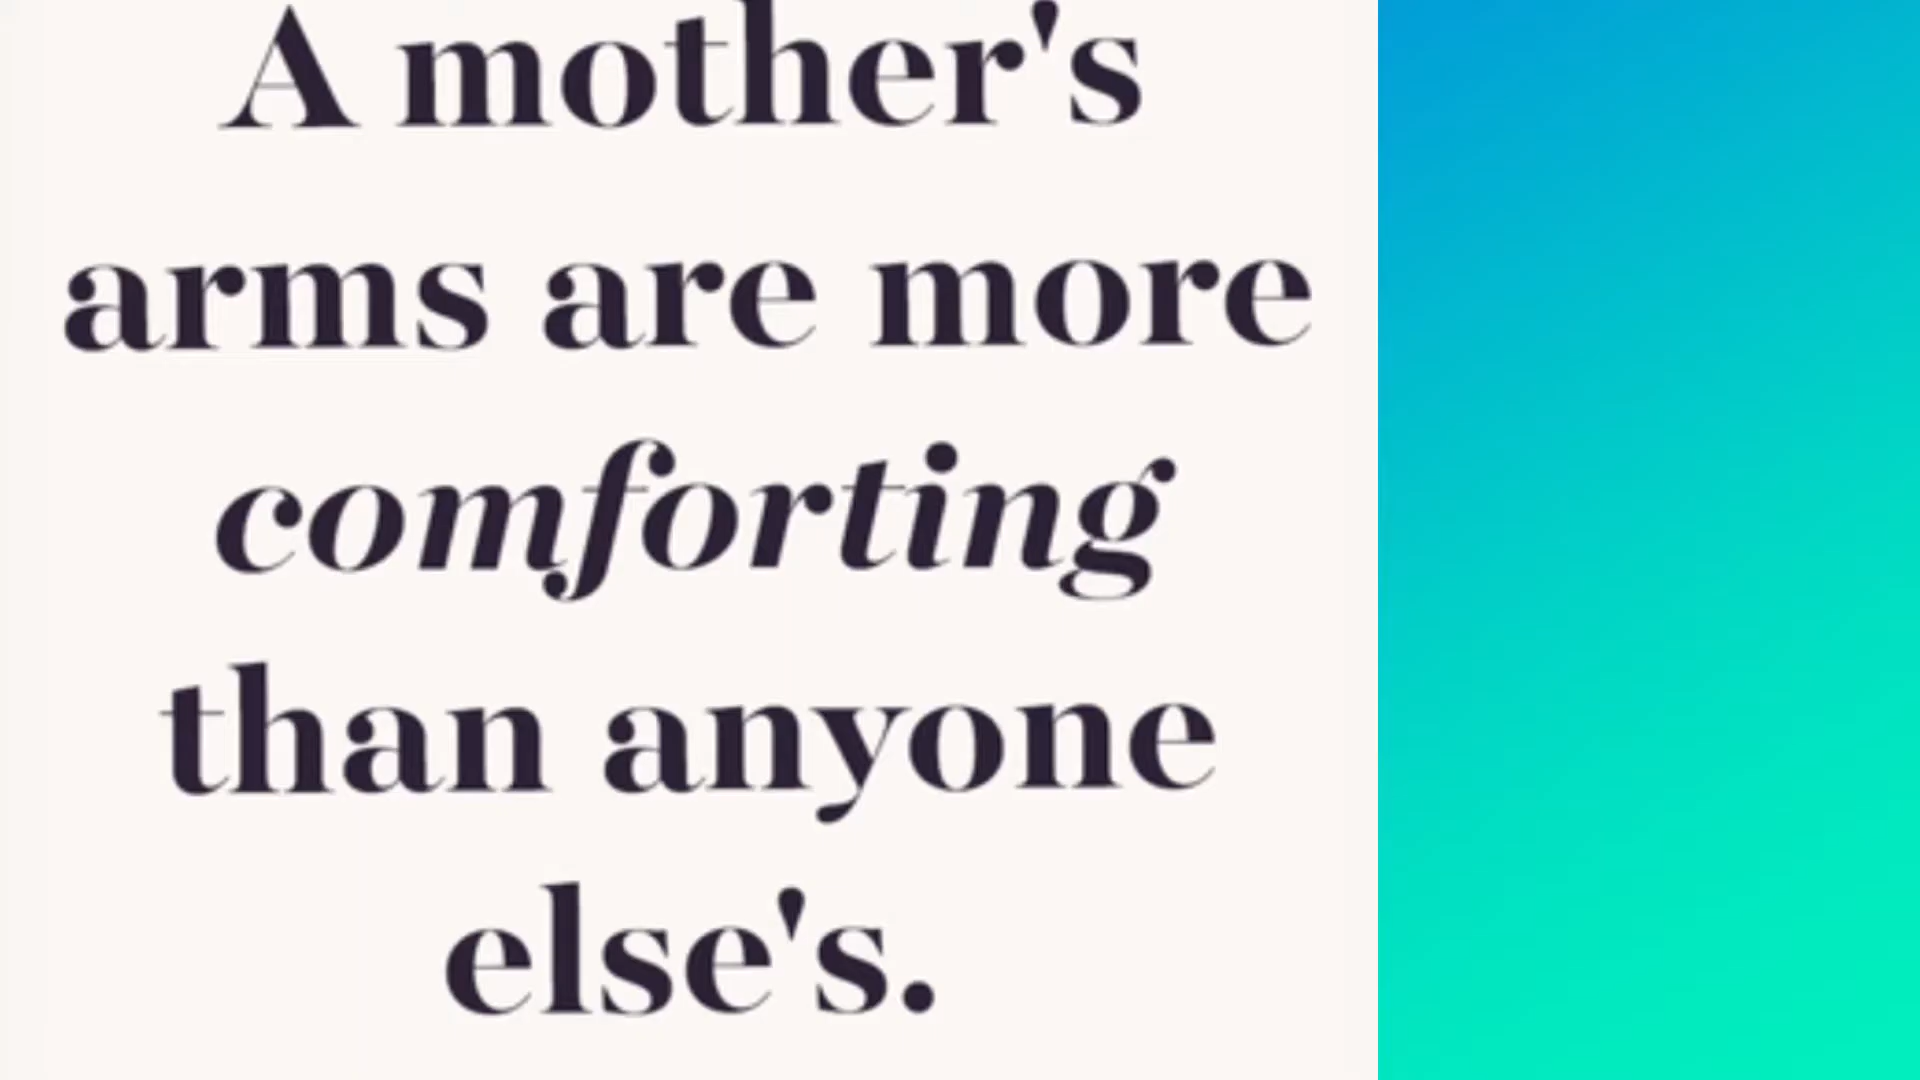 A mother's
arms are more
comforting
than anyone
else's.